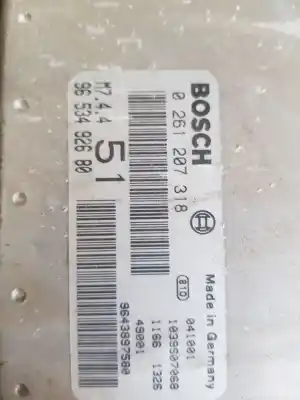 BOSCH
0 261 207 318
Made in Germany
M7.4.4
96 534 926 80
51
B10
041001
1039S07068
1166 1326
49001
9643897580